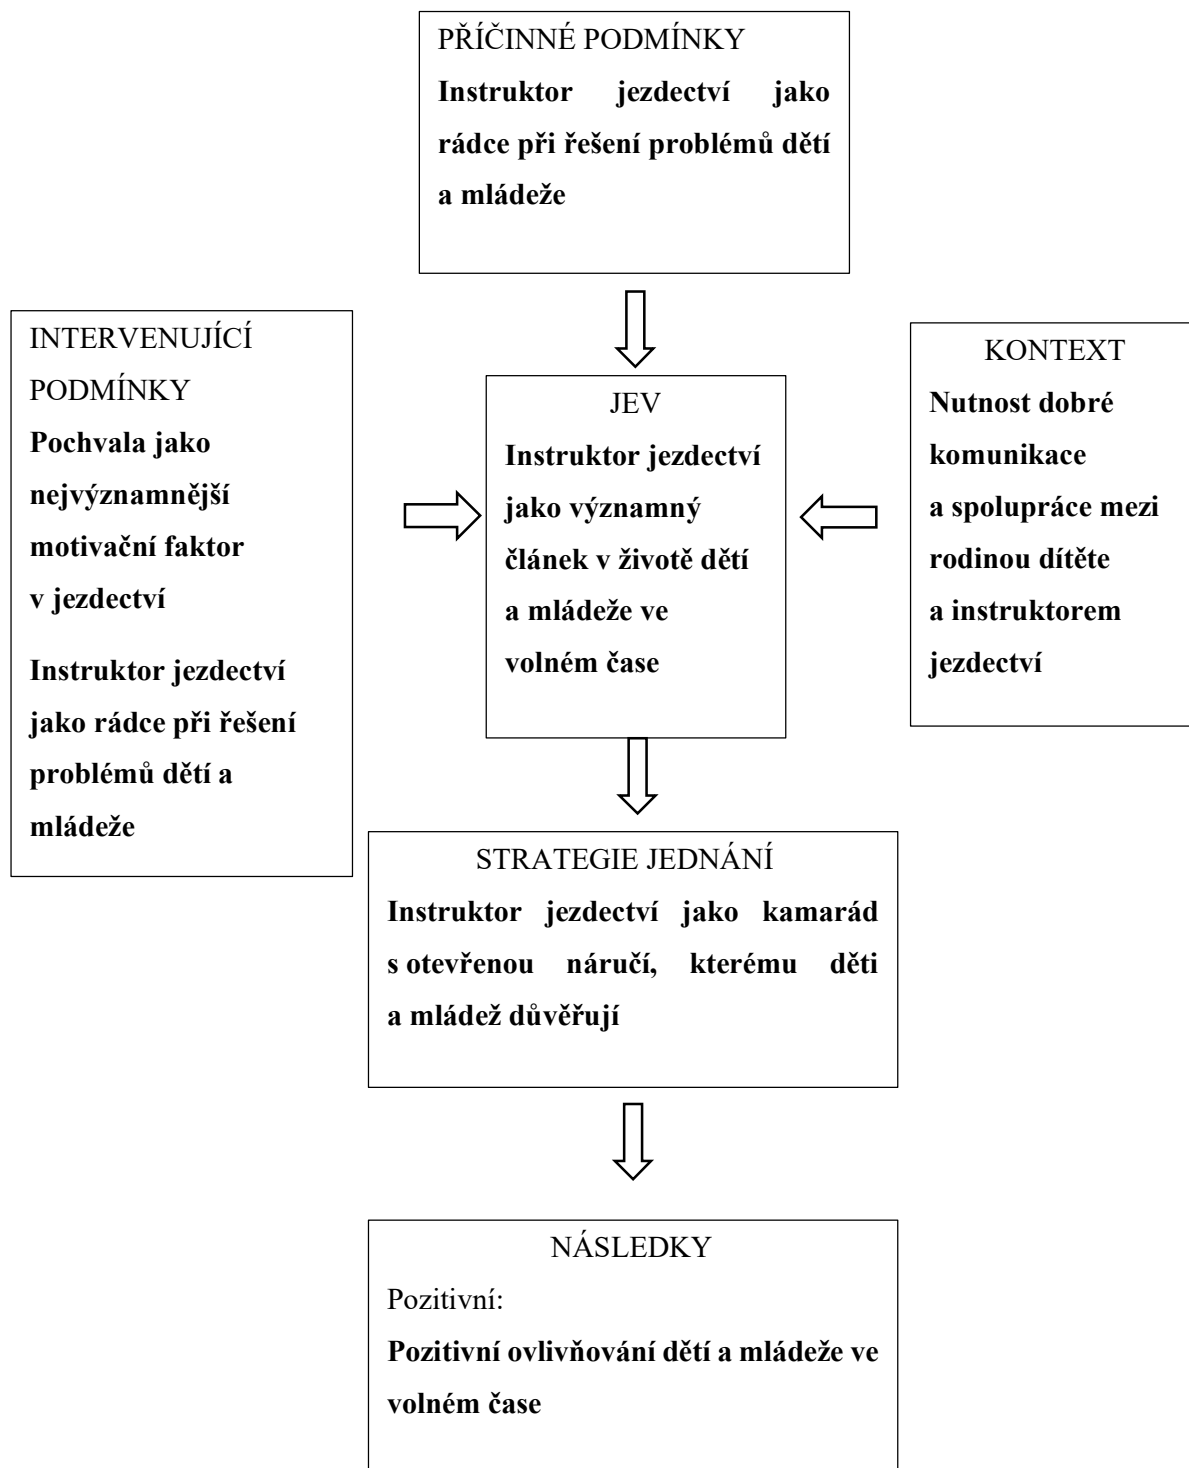 PŘÍČINNÉ PODMÍNKY
Instruktor jezdectví jako
rádce při řešení problémů dětí
a mládeže
INTERVENUJÍCÍ
PODMÍNKY
Pochvala jako
nejvýznamnější
motivační faktor
v jezdectví
Instruktor jezdectví
jako rádce při řešení
problémů dětí a
mládeže
JEV
Instruktor jezdectví
jako významný
článek v životě dětí
a mládeže ve
volném čase
KONTEXT
Nutnost dobré
komunikace
a spolupráce mezi
rodinou dítěte
a instruktorem
jezdectví
STRATEGIE JEDNÁNÍ
Instruktor jezdectví jako kamarád
s otevřenou náručí, kterému děti
a mládež důvěřují
NÁSLEDKY
Pozitivní:
Pozitivní ovlivňování dětí a mládeže ve
volném čase